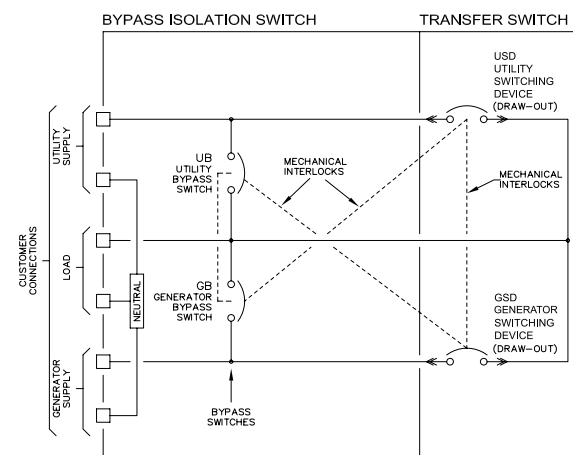 BYPASS ISOLATION SWITCH
TRANSFER SWITCH
USD
UTILITY
SWITCHING
DEVICE
(DRAW-OUT)
UB
UTILITY
BYPASS
SWITCH
MECHANICAL
INTERLOCKS
MECHANICAL
INTERLOCKS
CUSTOMER
CONNECTIONS
UTILITY
SUPPLY
LOAD
GENERATOR
SUPPLY
NEUTRAL
GB
GENERATOR
BYPASS
SWITCH
GSD
GENERATOR
SWITCHING
DEVICE
(DRAW-OUT)
BYPASS
SWITCHES